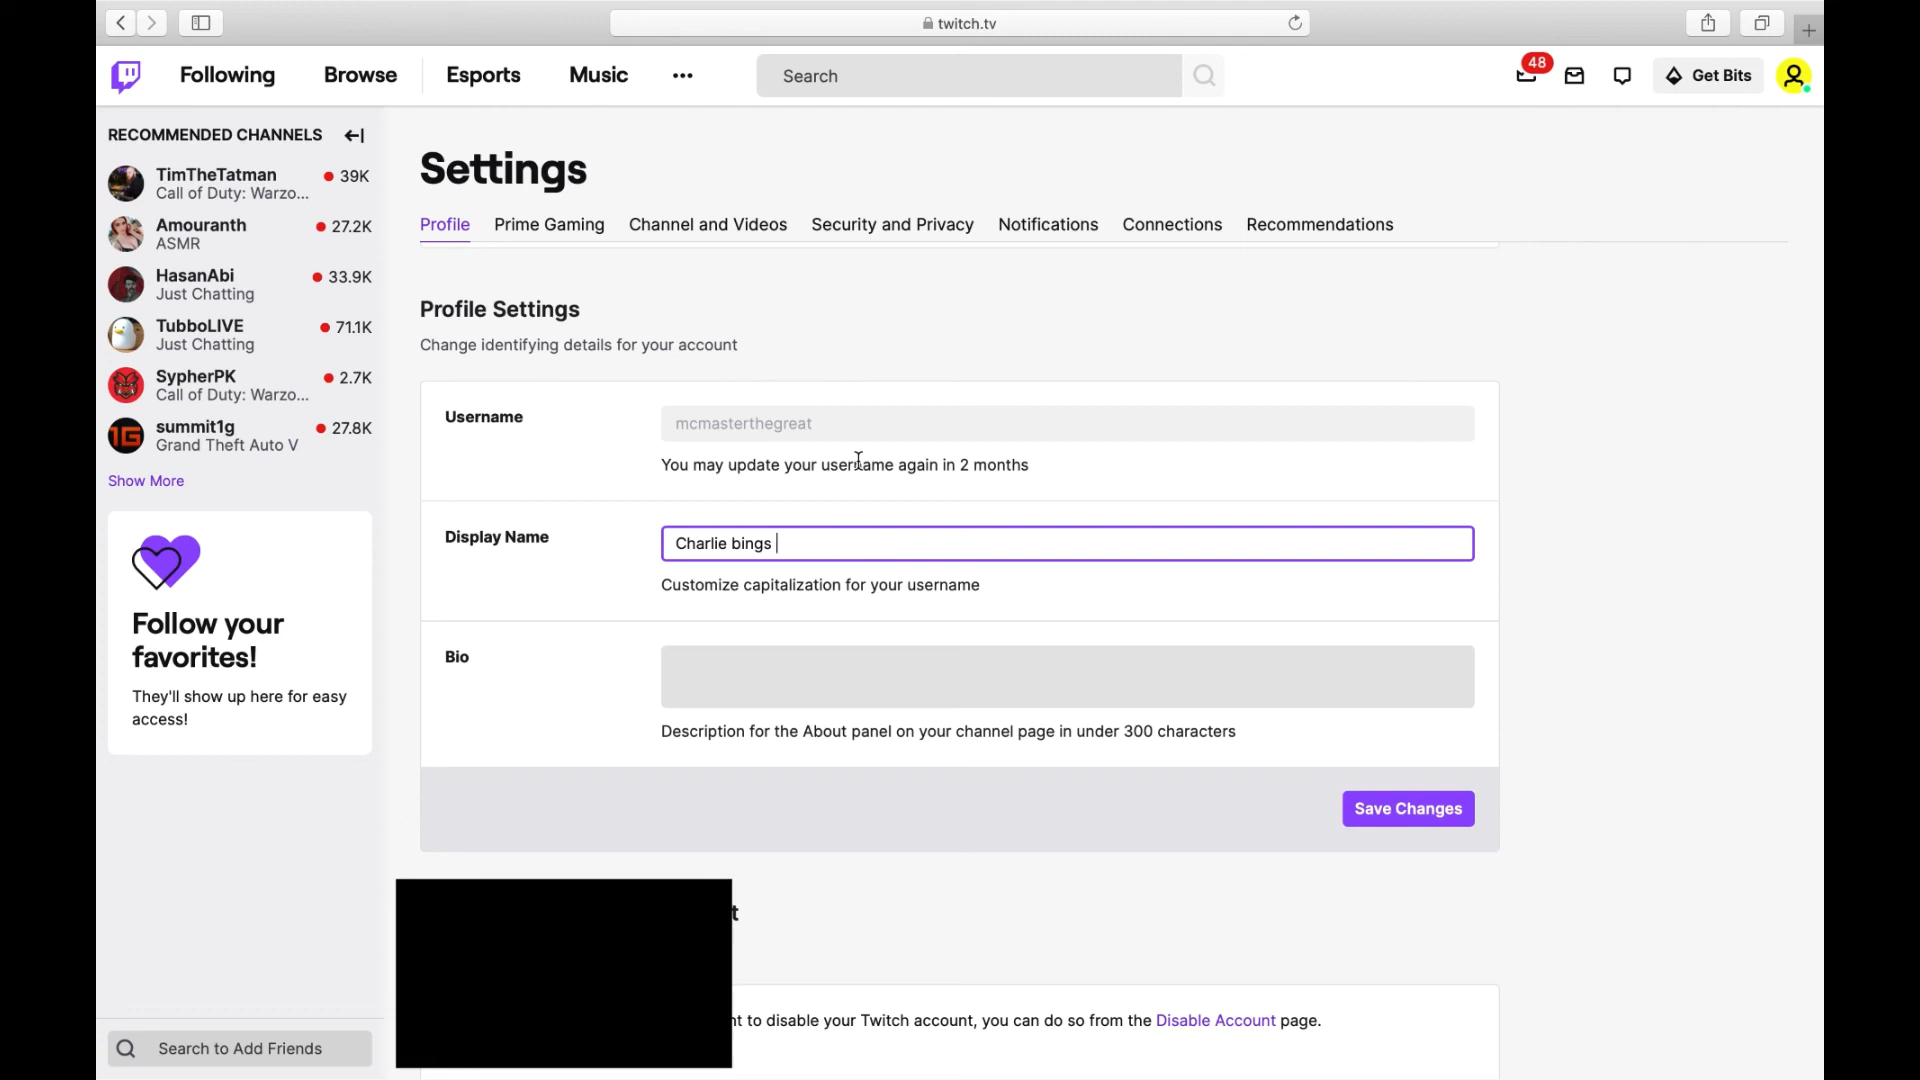 twitch.tv
Following
Browse
Esports
Music
Search
48
Get Bits
RECOMMENDED CHANNELS
TimTheTatman
39K
Call of Duty: Warzo...
Amouranth
27.2K
ASMR
HasanAbi
33.9K
Just Chatting
TubboLIVE
71.1K
Just Chatting
SypherPK
2.7K
Call of Duty: Warzo...
summit1g
27.8K
Grand Theft Auto V
Show More
Follow your
favorites!
They'll show up here for easy
access!
Search to Add Friends
Settings
Profile
Prime Gaming
Channel and Videos
Security and Privacy
Notifications
Connections
Recommendations
Profile Settings
Change identifying details for your account
Username
mcmasterthegreat
You may update your username again in 2 months
Display Name
Charlie bings
Customize capitalization for your username
Bio
Description for the About panel on your channel page in under 300 characters
Save Changes
t
nt to disable your Twitch account, you can do so from the Disable Account page.